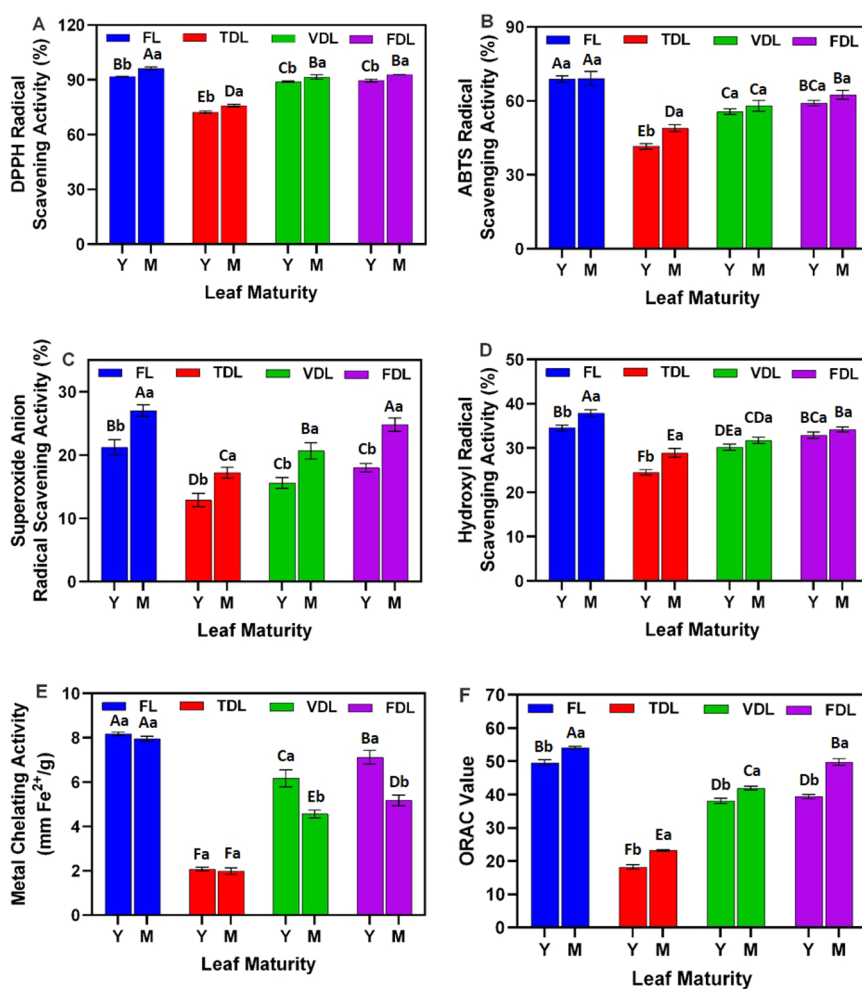 A
FL TDL VDL FDL
DPPH Radical
Scavening Activity (%)
120
90
60
30
0
Bb Aa Eb Da Cb Ba Cb Ba
Y M Y M Y M Y M
Leaf Maturity
B
FL TDL VDL FDL
ABTS Radical
Scavenging Activity (%)
90
60
30
0
Aa Aa Eb Da Ca Ca BCa Ba
Y M Y M Y M Y M
Leaf Maturity
C
FL TDL VDL FDL
Superoxide Anion
Radical Scavening Activity (%)
30
20
10
0
Bb Aa Db Ca Cb Ba Cb Aa
Y M Y M Y M Y M
Leaf Maturity
D
FL TDL VDL FDL
Hydroxyl Radical
Scavenging Activity (%)
50
40
30
20
10
0
Bb Aa Fb Ea DEa CDa BCa Ba
Y M Y M Y M Y M
Leaf Maturity
E
FL TDL VDL FDL
Metal Chelating Activity
(mm Fe²⁺/g)
8
6
4
2
0
Aa Aa Fa Fa Ca Eb Ba Db
Y M Y M Y M Y M
Leaf Maturity
F
FL TDL VDL FDL
ORAC Value
70
60
50
40
30
20
10
0
Bb Aa Fb Ea Db Ca Db Ba
Y M Y M Y M Y M
Leaf Maturity